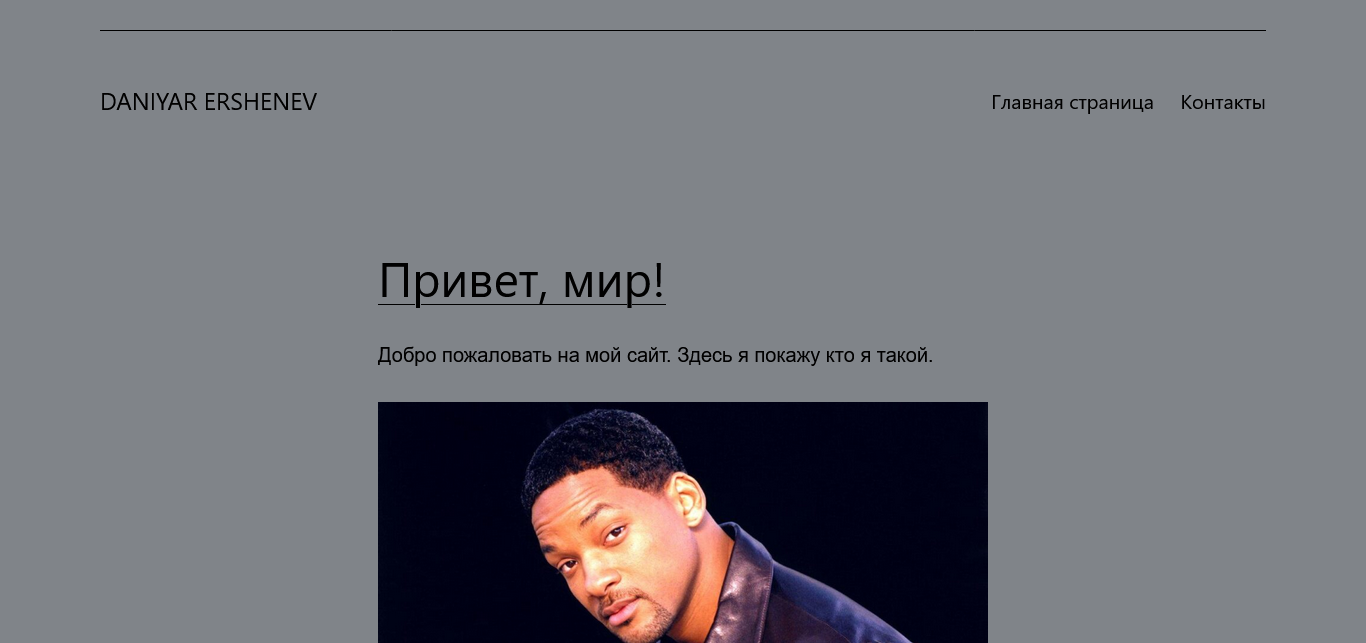 DANIYAR ERSHENEV
Главная страница Контакты
Привет, мир!
Добро пожаловать на мой сайт. Здесь я покажу кто я такой.